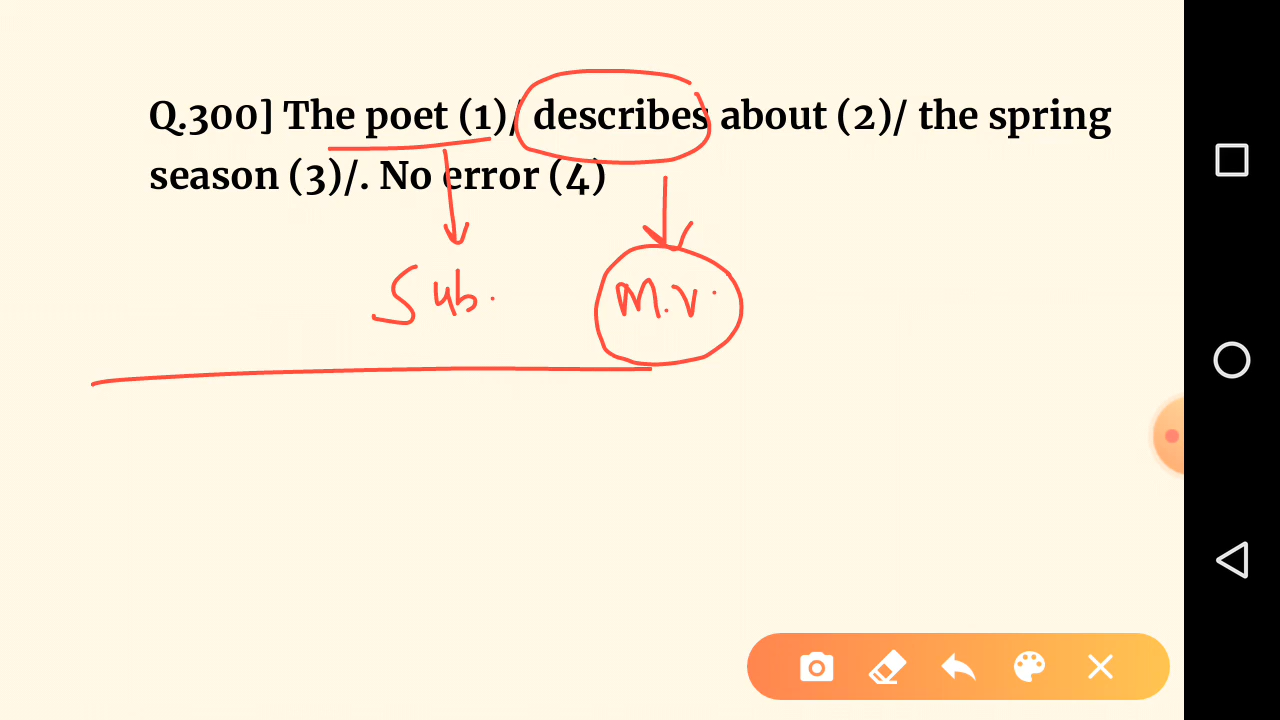 Q.300] The poet (1)/ describes about (2)/ the spring
season (3)/. No error (4)
Sub. M.V.